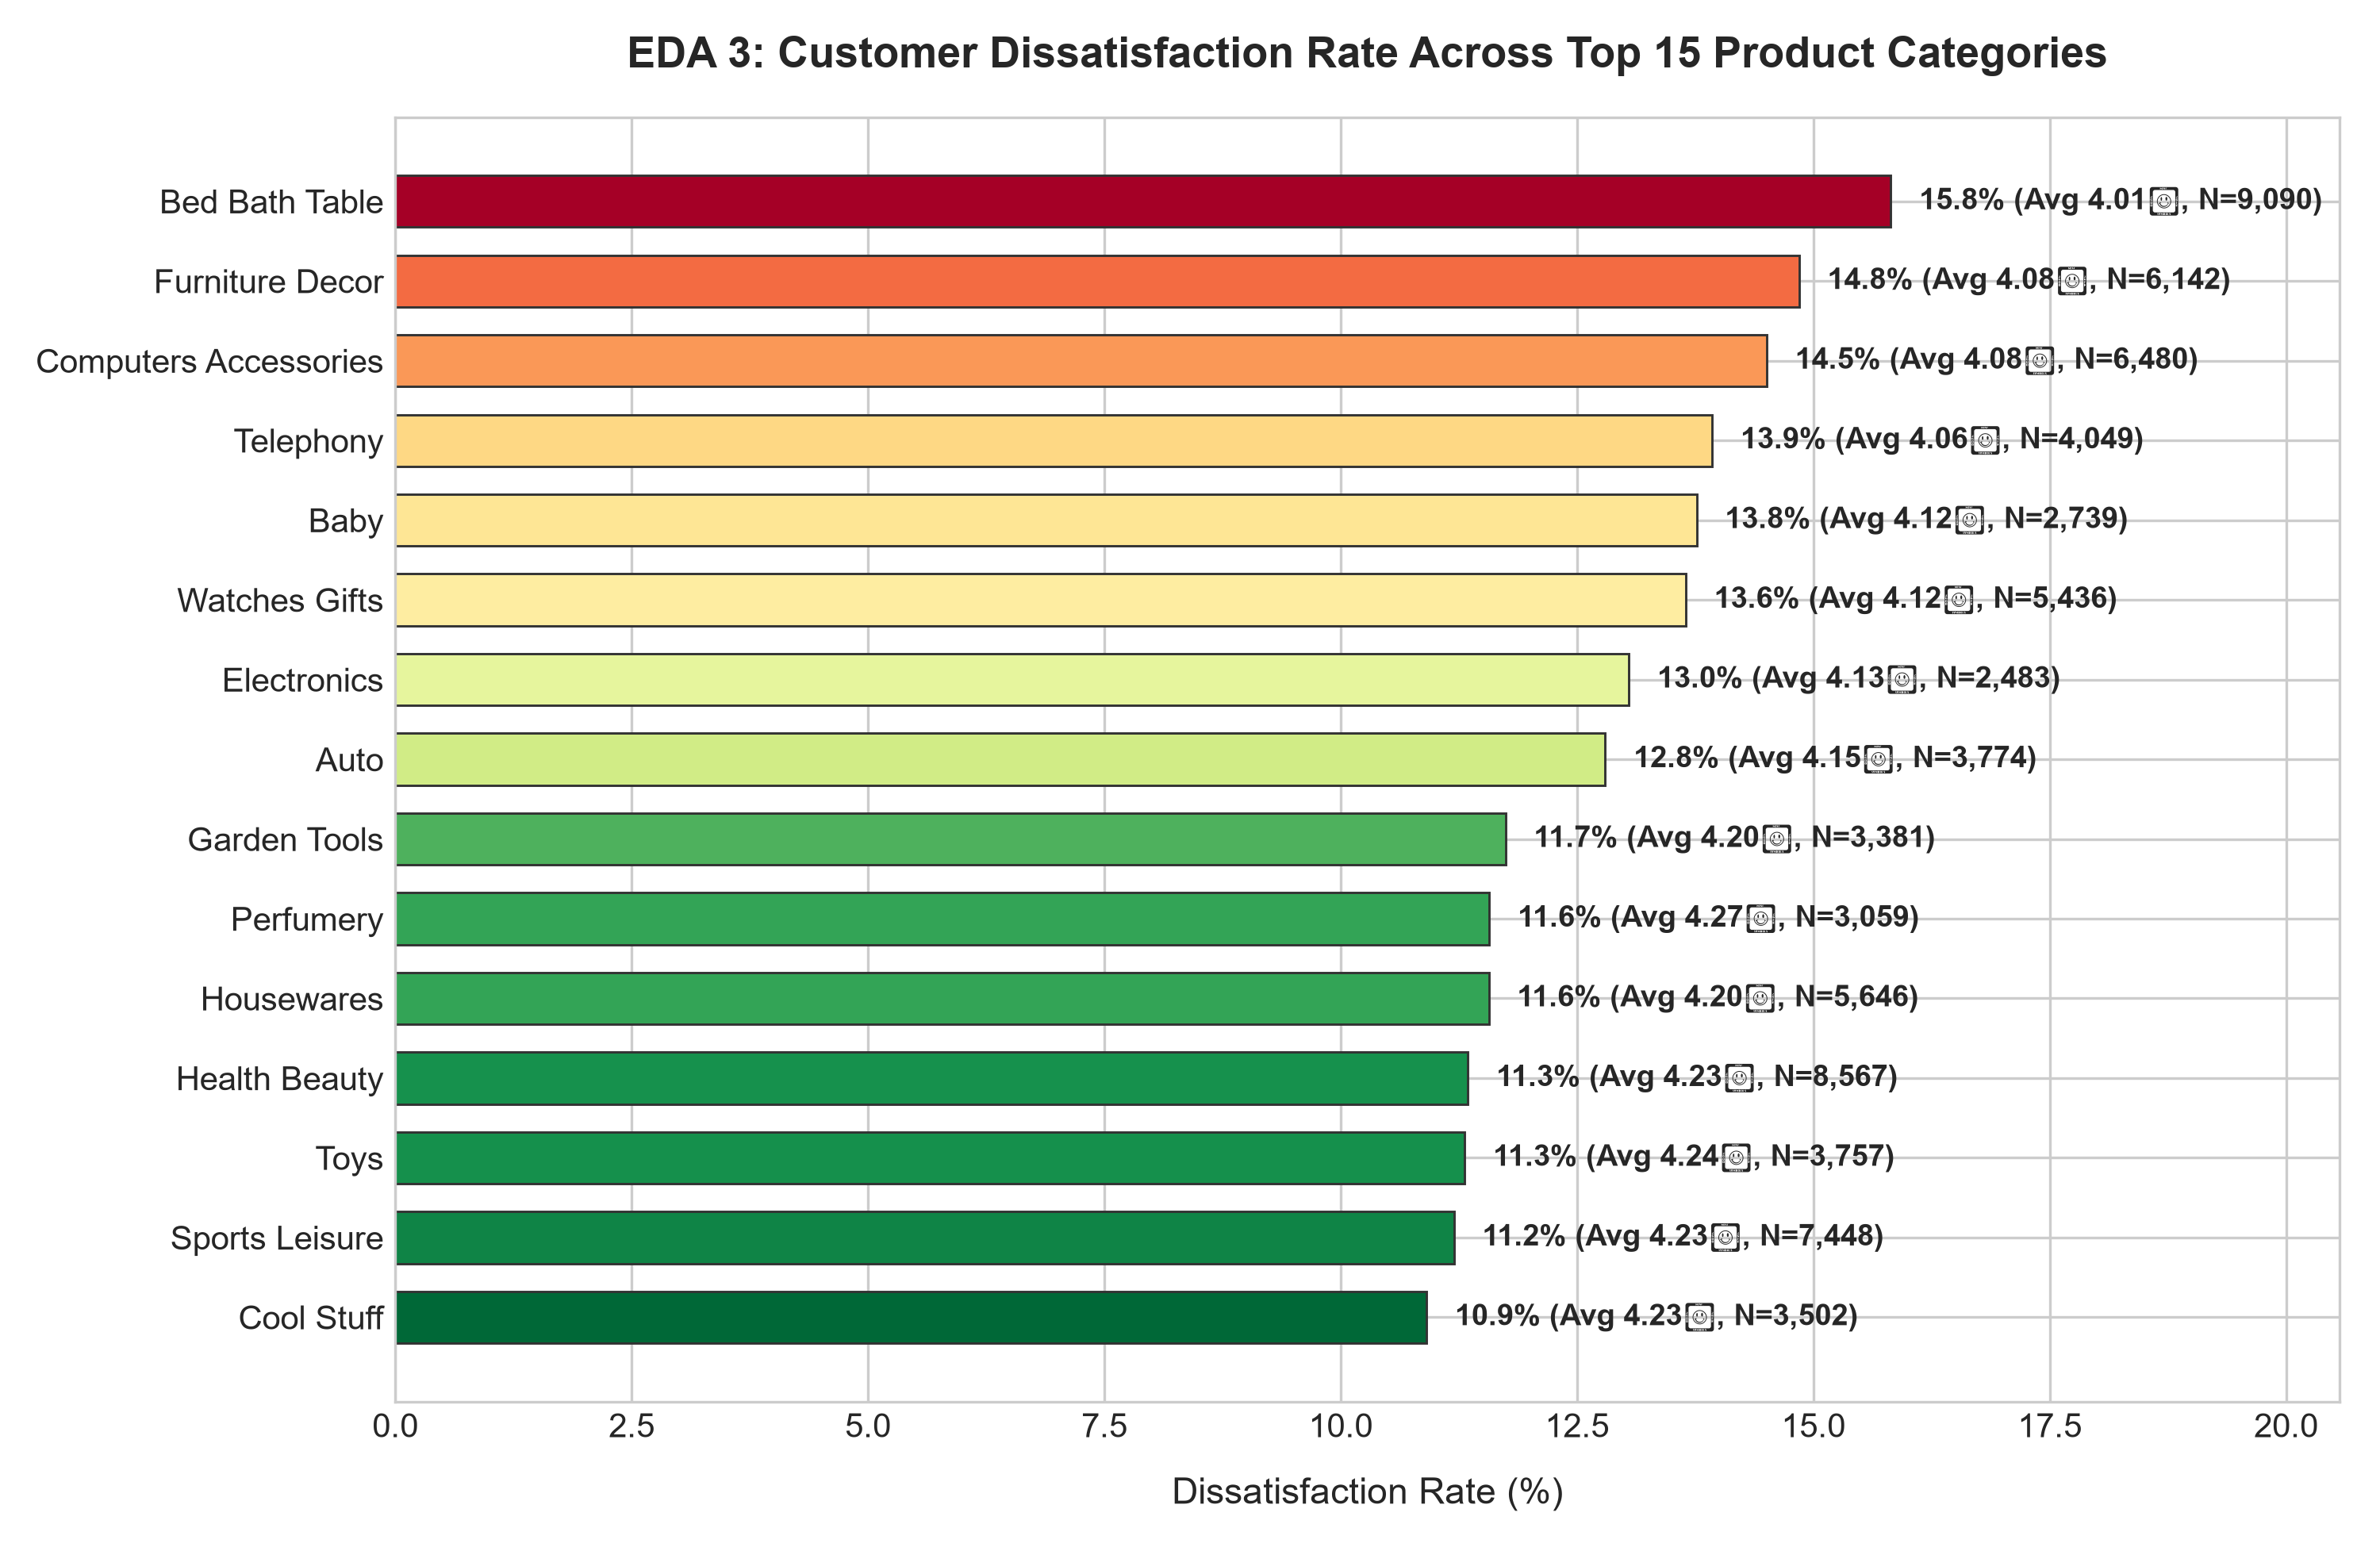 EDA 3: Customer Dissatisfaction Rate Across Top 15 Product Categories
Bed Bath Table 15.8% (Avg 4.01, N=9,090)
Furniture Decor 14.8% (Avg 4.08, N=6,142)
Computers Accessories 14.5% (Avg 4.08, N=6,480)
Telephony 13.9% (Avg 4.06, N=4,049)
Baby 13.8% (Avg 4.12, N=2,739)
Watches Gifts 13.6% (Avg 4.12, N=5,436)
Electronics 13.0% (Avg 4.13, N=2,483)
Auto 12.8% (Avg 4.15, N=3,774)
Garden Tools 11.7% (Avg 4.20, N=3,381)
Perfumery 11.6% (Avg 4.27, N=3,059)
Housewares 11.6% (Avg 4.20, N=5,646)
Health Beauty 11.3% (Avg 4.23, N=8,567)
Toys 11.3% (Avg 4.24, N=3,757)
Sports Leisure 11.2% (Avg 4.23, N=7,448)
Cool Stuff 10.9% (Avg 4.23, N=3,502)
0.0 2.5 5.0 7.5 10.0 12.5 15.0 17.5 20.0
Dissatisfaction Rate (%)